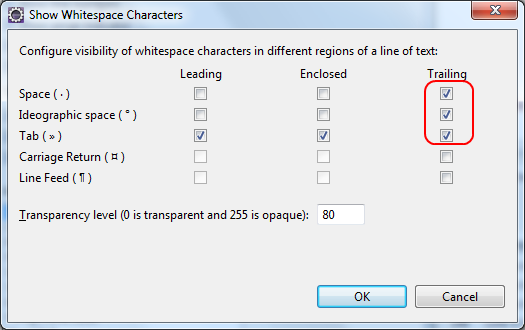 Show Whitespace Characters
Configure visibility of whitespace characters in different regions of a line of text:
Leading Enclosed Trailing
Space ( · )
Ideographic space ( ° )
Tab ( » )
Carriage Return ( ¤ )
Line Feed ( ¶ )
Transparency level (0 is transparent and 255 is opaque): 80
OK Cancel